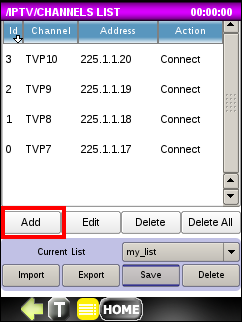 /IPTV/CHANNELS LIST 00:00:00
Id Channel Address Action
3 TVP10 225.1.1.20 Connect
2 TVP9 225.1.1.19 Connect
1 TVP8 225.1.1.18 Connect
0 TVP7 225.1.1.17 Connect
Add Edit Delete Delete All
Current List my_list
Import Export Save Delete
T HOME